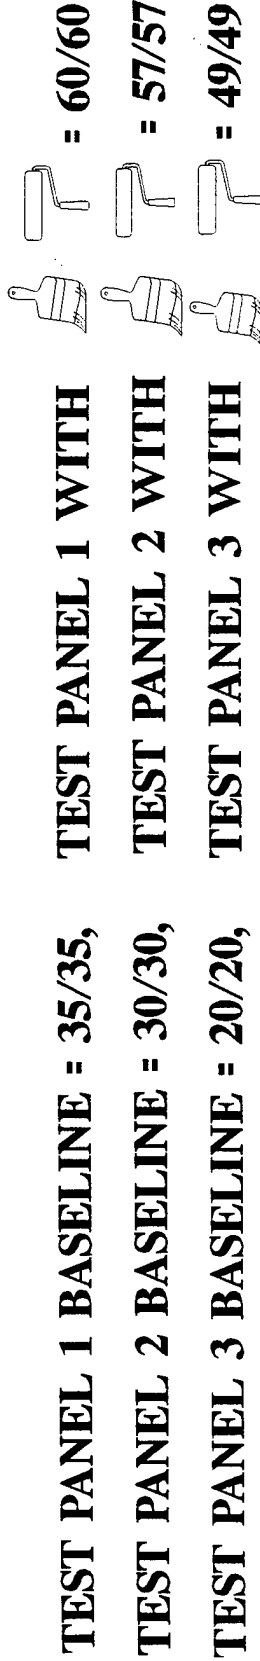 TEST PANEL 1 BASELINE = 35/35, TEST PANEL 1 WITH = 60/60
TEST PANEL 2 BASELINE = 30/30, TEST PANEL 2 WITH = 57/57
TEST PANEL 3 BASELINE = 20/20, TEST PANEL 3 WITH = 49/49